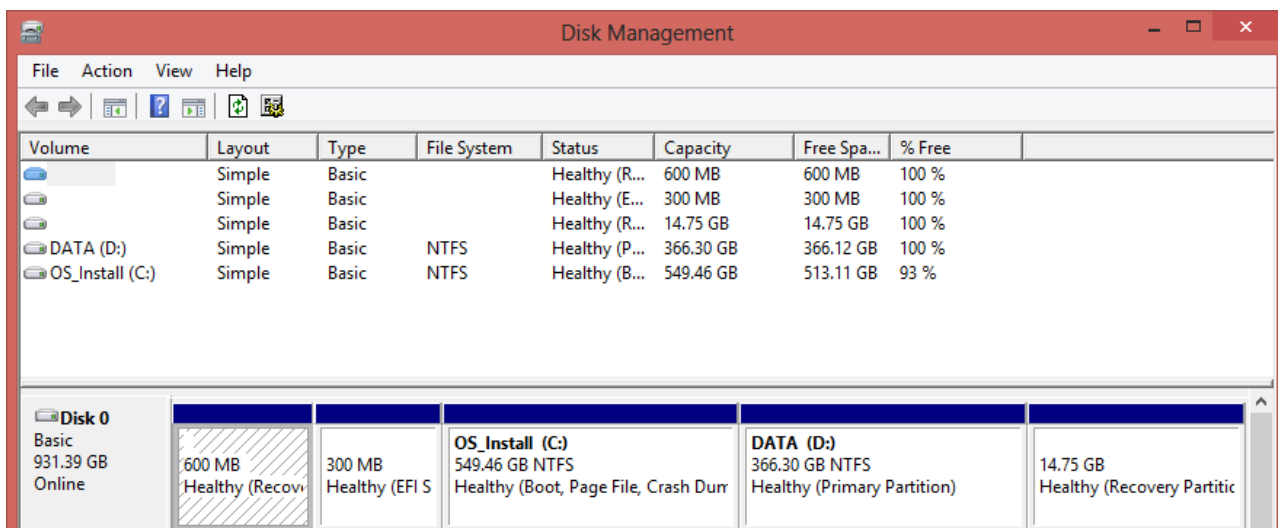 Disk Management
File Action View Help
Volume Layout Type File System Status Capacity Free Spa... % Free
Simple Basic Healthy (R... 600 MB 600 MB 100 %
Simple Basic Healthy (E... 300 MB 300 MB 100 %
Simple Basic Healthy (R... 14.75 GB 14.75 GB 100 %
DATA (D:) Simple Basic NTFS Healthy (P... 366.30 GB 366.12 GB 100 %
OS_Install (C:) Simple Basic NTFS Healthy (B... 549.46 GB 513.11 GB 93 %
Disk 0
Basic
931.39 GB
Online
600 MB
Healthy (Recov
300 MB
Healthy (EFI S
OS_Install (C:)
549.46 GB NTFS
Healthy (Boot, Page File, Crash Dum
DATA (D:)
366.30 GB NTFS
Healthy (Primary Partition)
14.75 GB
Healthy (Recovery Partitic